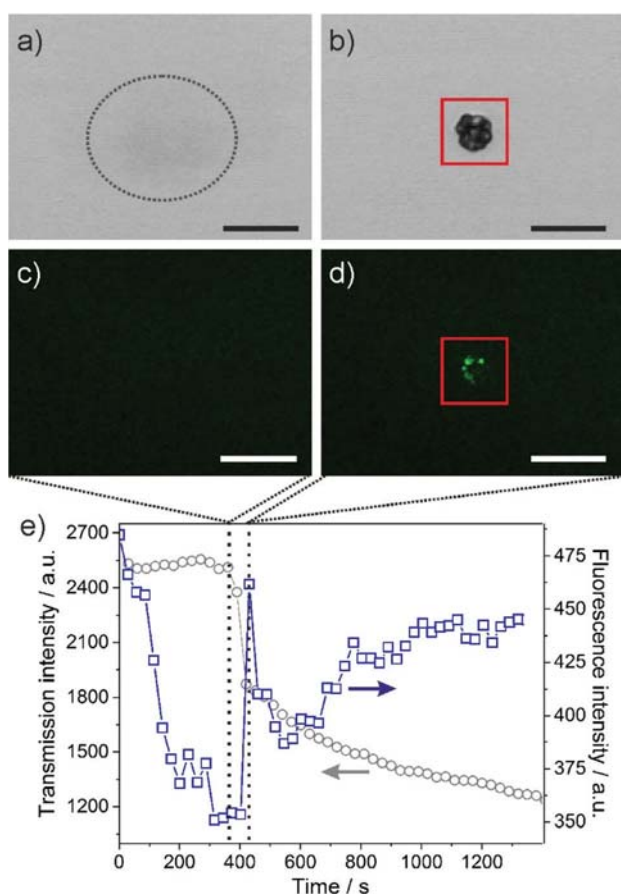 a)
b)
c)
d)
e)
2700
2400
2100
1800
1500
1200
Transmission intensity / a.u.
475
450
425
400
375
350
Fluorescence intensity / a.u.
0
200
400
600
800
1000
1200
Time / s